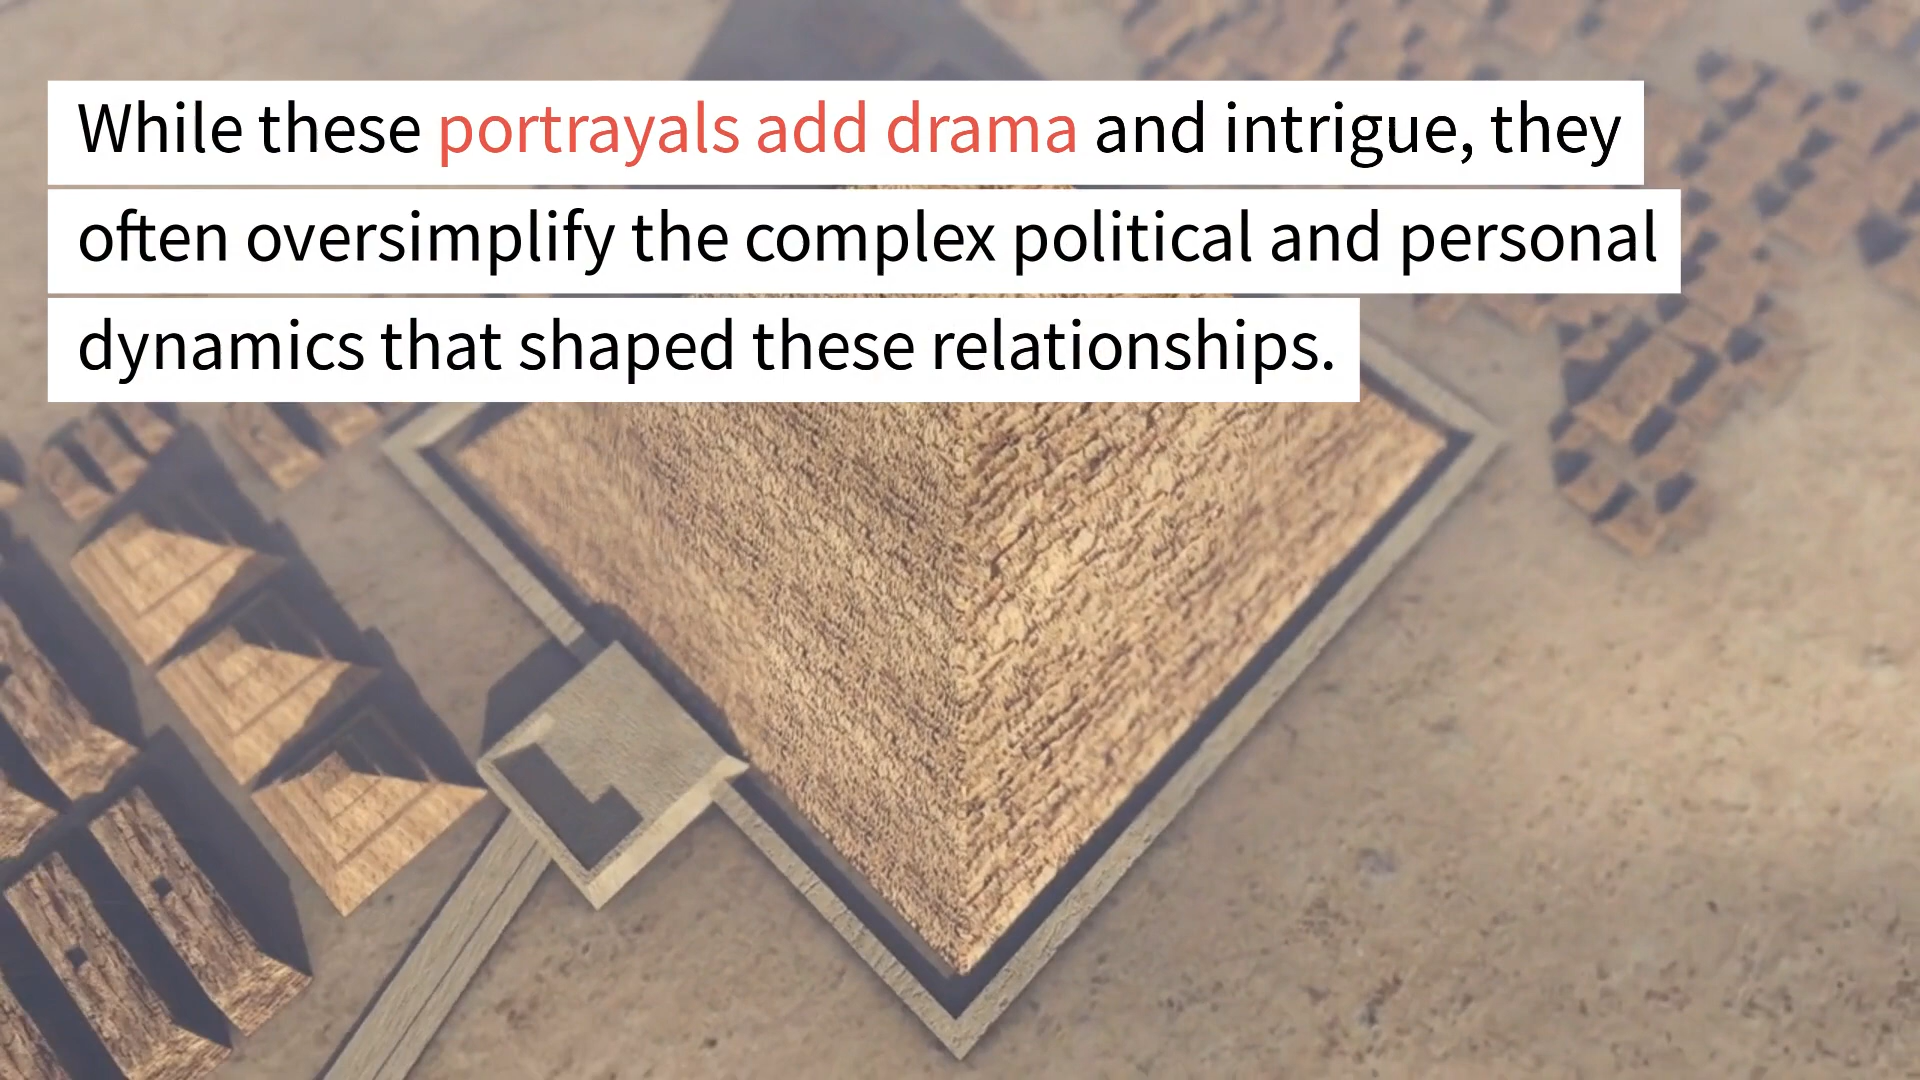 While these portrayals add drama and intrigue, they
often oversimplify the complex political and personal
dynamics that shaped these relationships.